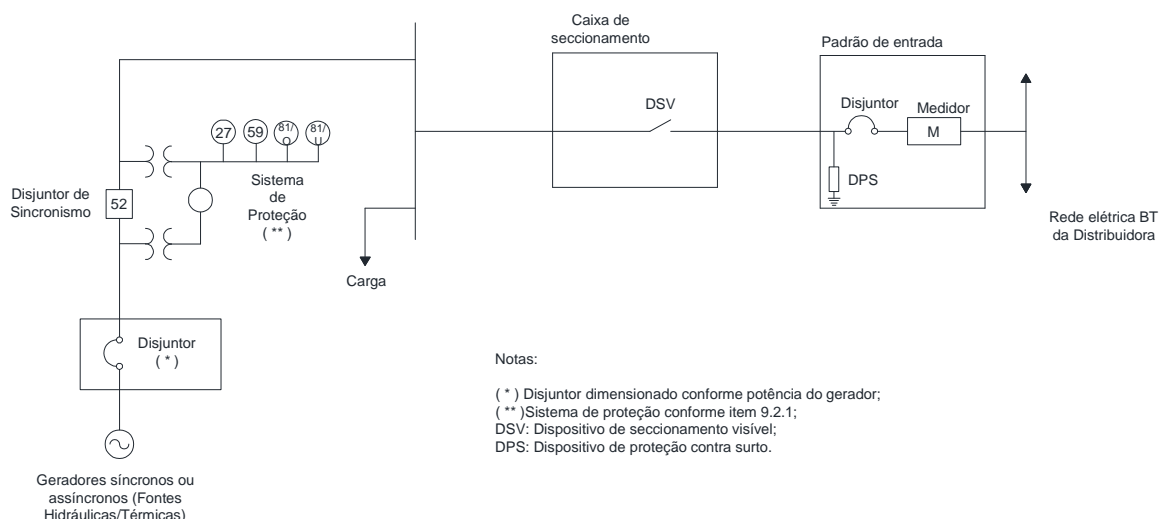 Caixa de
seccionamento
Padrão de entrada
DSV
Disjuntor
Medidor
M
DPS
Rede elétrica BT
da Distribuidora
27
59
81/
O
81/
U
Sistema
de
Proteção
( ** )
Disjuntor de
Sincronismo
52
Carga
Disjuntor
( * )
Geradores síncronos ou
assíncronos (Fontes
Hidráulicas/Térmicas)
Notas:
( * ) Disjuntor dimensionado conforme potência do gerador;
( ** )Sistema de proteção conforme item 9.2.1;
DSV: Dispositivo de seccionamento visível;
DPS: Dispositivo de proteção contra surto.